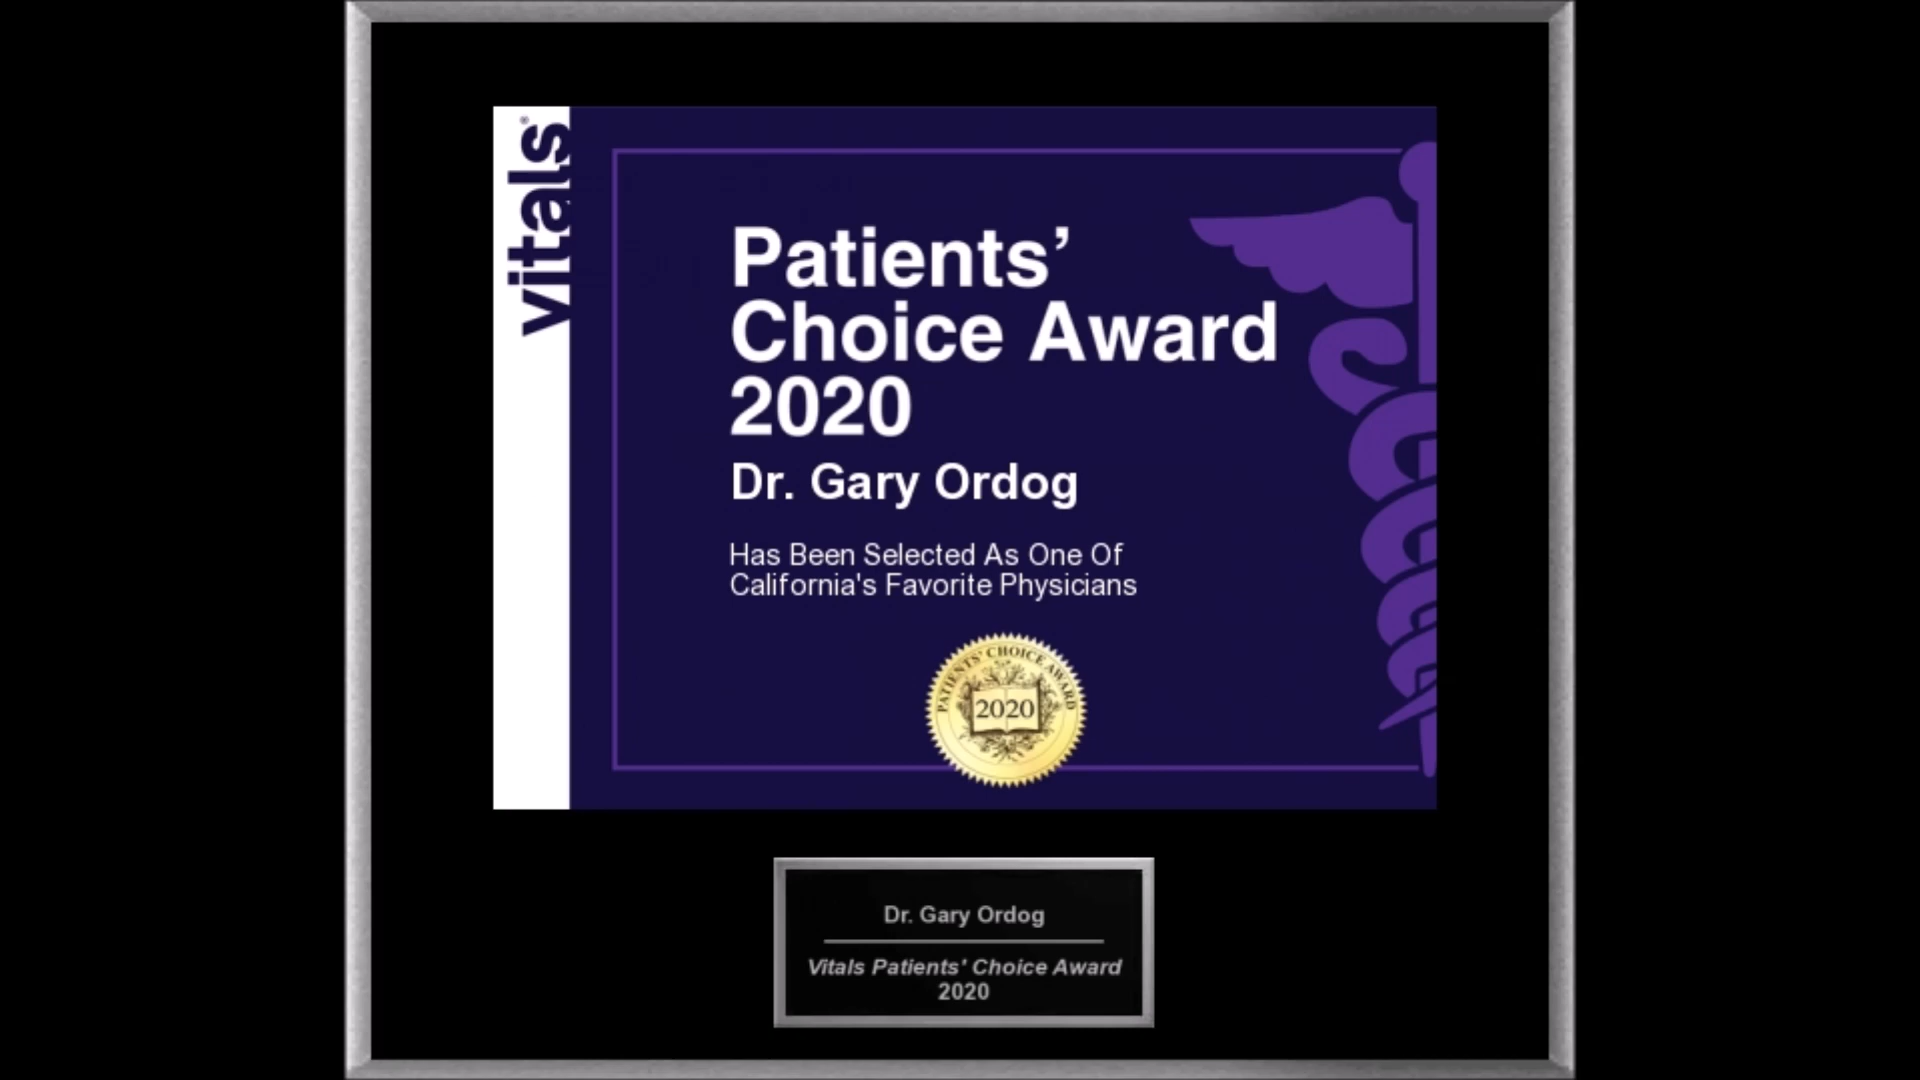 vitals®
Patients’
Choice Award
2020
Dr. Gary Ordog
Has Been Selected As One Of
California's Favorite Physicians
PATIENTS' CHOICE AWARD
2020
Dr. Gary Ordog
Vitals Patients' Choice Award
2020